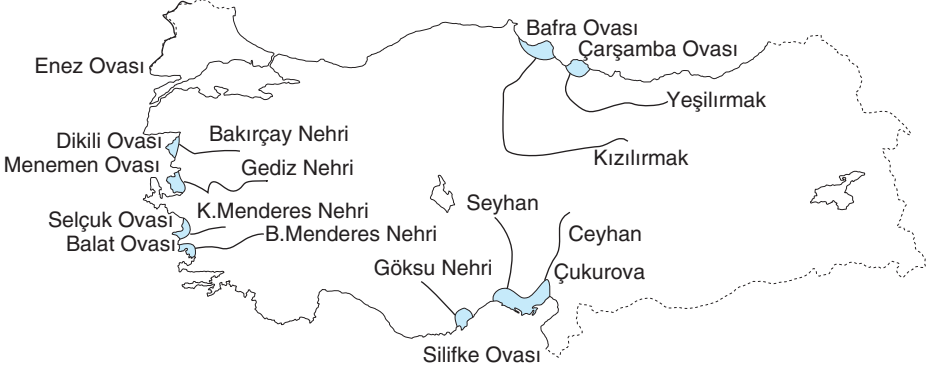 Bafra Ovası
Çarşamba Ovası
Enez Ovası
Yeşilırmak
Dikili Ovası
Bakırçay Nehri
Menemen Ovası
Gediz Nehri
Kızılırmak
Selçuk Ovası
K.Menderes Nehri
Seyhan
Balat Ovası
B.Menderes Nehri
Ceyhan
Göksu Nehri
Çukurova
Silifke Ovası